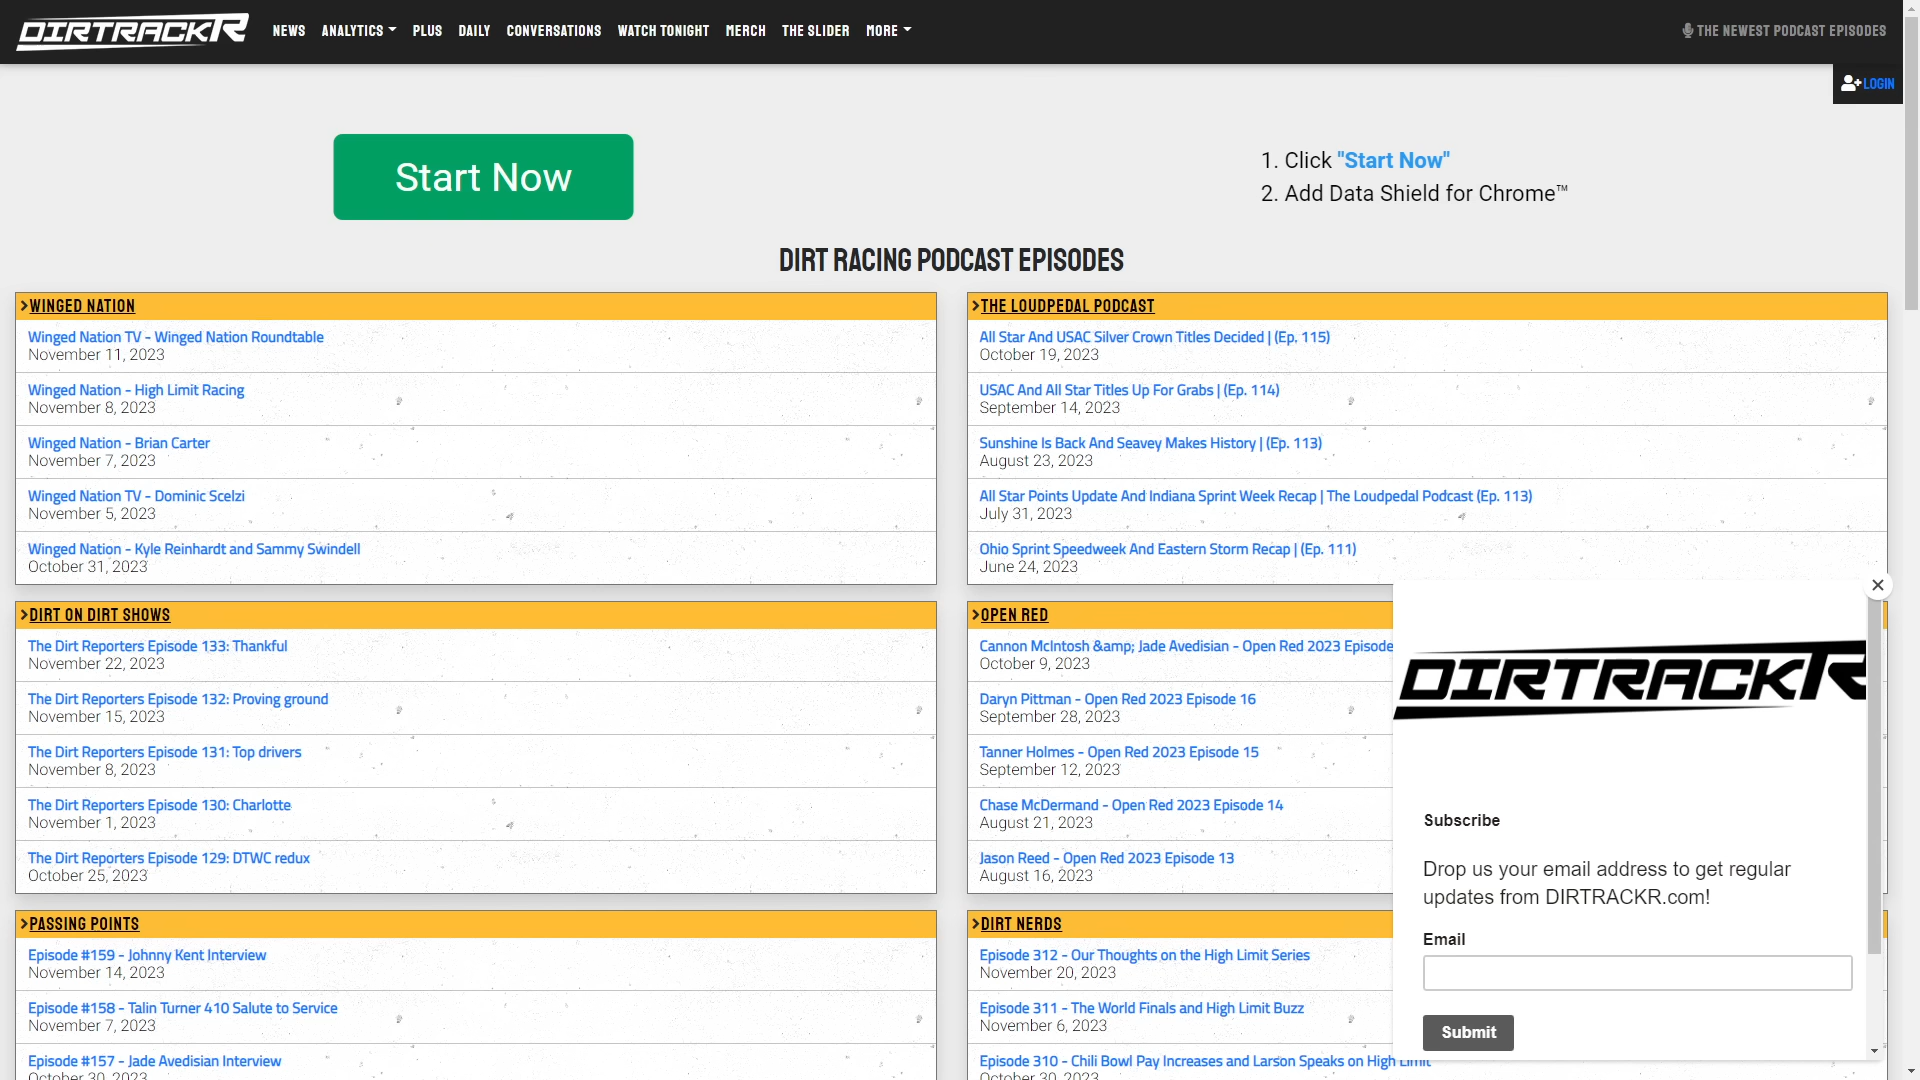 DIRTRACKR
NEWS ANALYTICS PLUS DAILY CONVERSATIONS WATCH TONIGHT MERCH THE SLIDER MORE
THE NEWEST PODCAST EPISODES
LOGIN
Start Now
1. Click "Start Now"
2. Add Data Shield for Chrome™
DIRT RACING PODCAST EPISODES
WINGED NATION
Winged Nation TV - Winged Nation Roundtable
November 11, 2023
Winged Nation - High Limit Racing
November 8, 2023
Winged Nation - Brian Carter
November 7, 2023
Winged Nation TV - Dominic Scelzi
November 5, 2023
Winged Nation - Kyle Reinhardt and Sammy Swindell
October 31, 2023
THE LOUDPEDAL PODCAST
All Star And USAC Silver Crown Titles Decided | (Ep. 115)
October 19, 2023
USAC And All Star Titles Up For Grabs | (Ep. 114)
September 14, 2023
Sunshine Is Back And Seavey Makes History | (Ep. 113)
August 23, 2023
All Star Points Update And Indiana Sprint Week Recap | The Loudpedal Podcast (Ep. 113)
July 31, 2023
Ohio Sprint Speedweek And Eastern Storm Recap | (Ep. 111)
June 24, 2023
DIRT ON DIRT SHOWS
The Dirt Reporters Episode 133: Thankful
November 22, 2023
The Dirt Reporters Episode 132: Proving ground
November 15, 2023
The Dirt Reporters Episode 131: Top drivers
November 8, 2023
The Dirt Reporters Episode 130: Charlotte
November 1, 2023
The Dirt Reporters Episode 129: DTWC redux
October 25, 2023
OPEN RED
Cannon McIntosh &amp; Jade Avedisian - Open Red 2023 Episode
October 9, 2023
Daryn Pittman - Open Red 2023 Episode 16
September 28, 2023
Tanner Holmes - Open Red 2023 Episode 15
September 12, 2023
Chase McDermand - Open Red 2023 Episode 14
August 21, 2023
Jason Reed - Open Red 2023 Episode 13
August 16, 2023
PASSING POINTS
Episode #159 - Johnny Kent Interview
November 14, 2023
Episode #158 - Talin Turner 410 Salute to Service
November 7, 2023
Episode #157 - Jade Avedisian Interview
October 30, 2023
DIRT NERDS
Episode 312 - Our Thoughts on the High Limit Series
November 20, 2023
Episode 311 - The World Finals and High Limit Buzz
November 6, 2023
Episode 310 - Chili Bowl Pay Increases and Larson Speaks on High Limit
October 30, 2023
DIRTRACKR
Subscribe
Drop us your email address to get regular
updates from DIRTRACKR.com!
Email
Submit